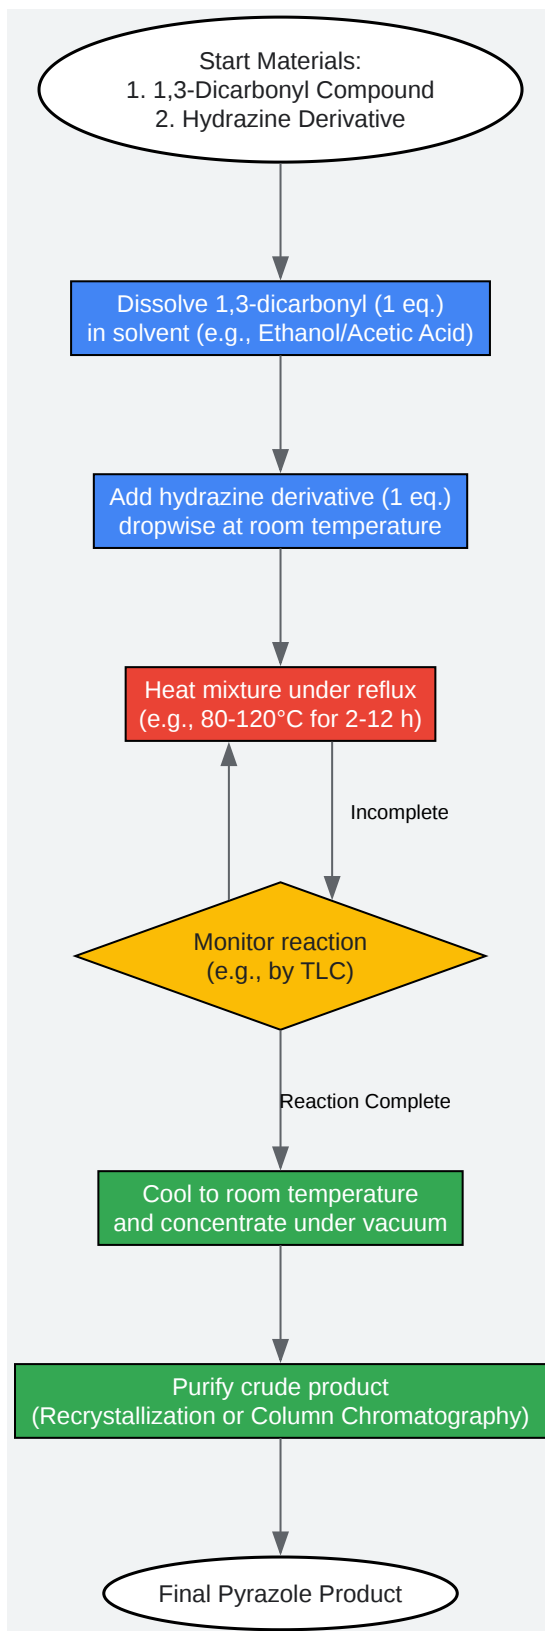 Start Materials:
1. 1,3-Dicarbonyl Compound
2. Hydrazine Derivative
Dissolve 1,3-dicarbonyl (1 eq.)
in solvent (e.g., Ethanol/Acetic Acid)
Add hydrazine derivative (1 eq.)
dropwise at room temperature
Heat mixture under reflux
(e.g., 80-120°C for 2-12 h)
Incomplete
Monitor reaction
(e.g., by TLC)
Reaction Complete
Cool to room temperature
and concentrate under vacuum
Purify crude product
(Recrystallization or Column Chromatography)
Final Pyrazole Product